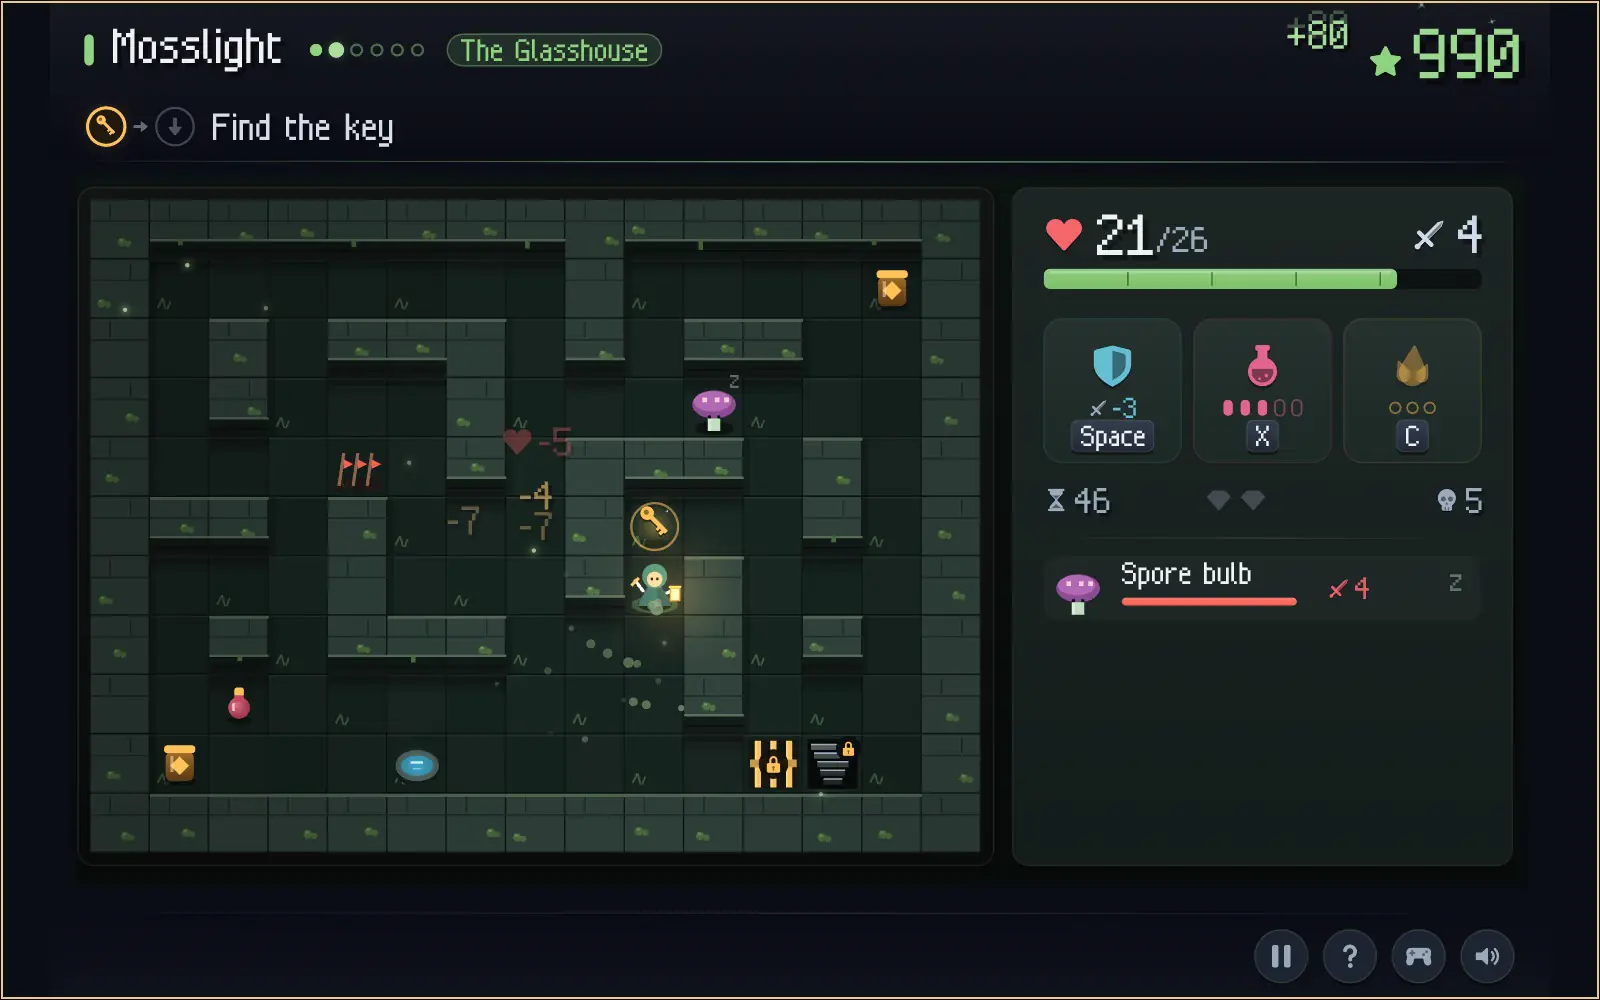 Mosslight
The Glasshouse
+80
990
Find the key
21/26
4
-3
Space
X
C
46
5
Spore bulb
4
z
z
-5
-4
-7
-7
?